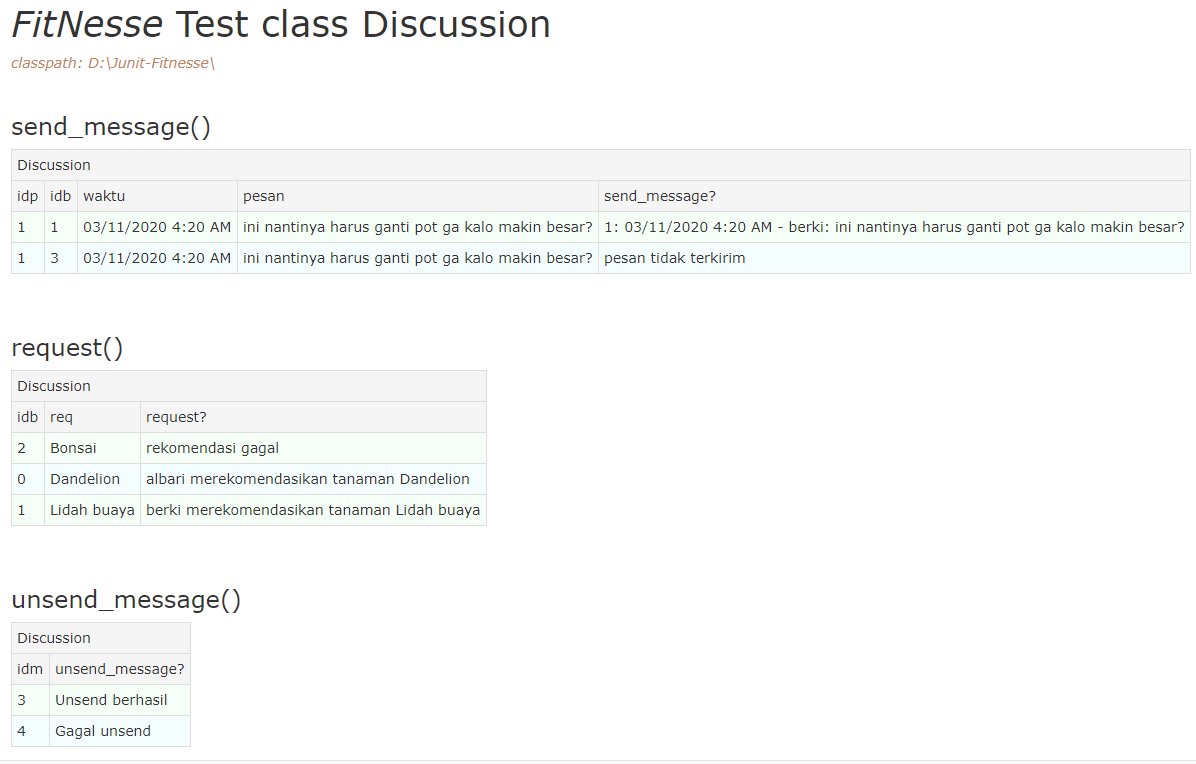 FitNesse Test class Discussion
classpath: D:\Junit-Fitnesse\
send_message()
Discussion
idp idb waktu pesan send_message?
1 1 03/11/2020 4:20 AM ini nantinya harus ganti pot ga kalo makin besar? 1: 03/11/2020 4:20 AM - berki: ini nantinya harus ganti pot ga kalo makin besar?
1 3 03/11/2020 4:20 AM ini nantinya harus ganti pot ga kalo makin besar? pesan tidak terkirim
request()
Discussion
idb req request?
2 Bonsai rekomendasi gagal
0 Dandelion albari merekomendasikan tanaman Dandelion
1 Lidah buaya berki merekomendasikan tanaman Lidah buaya
unsend_message()
Discussion
idm unsend_message?
3 Unsend berhasil
4 Gagal unsend